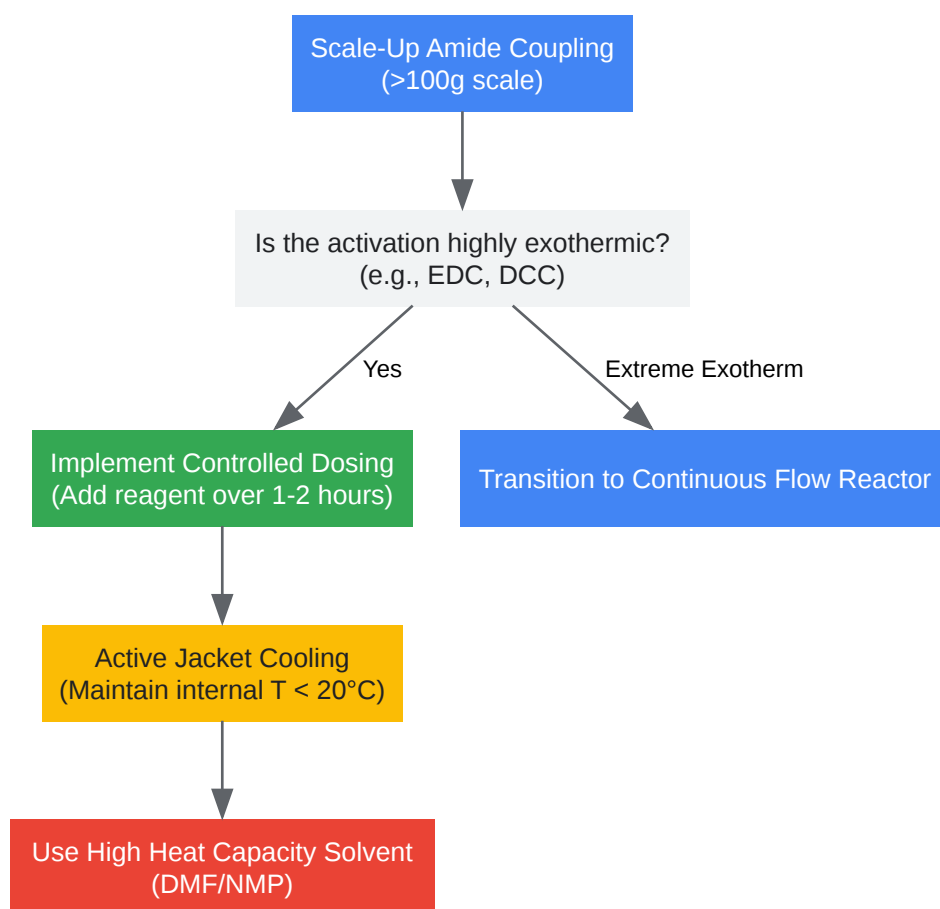 Scale-Up Amide Coupling
(>100g scale)
Is the activation highly exothermic?
(e.g., EDC, DCC)
Yes
Extreme Exotherm
Implement Controlled Dosing
(Add reagent over 1-2 hours)
Transition to Continuous Flow Reactor
Active Jacket Cooling
(Maintain internal T < 20°C)
Use High Heat Capacity Solvent
(DMF/NMP)